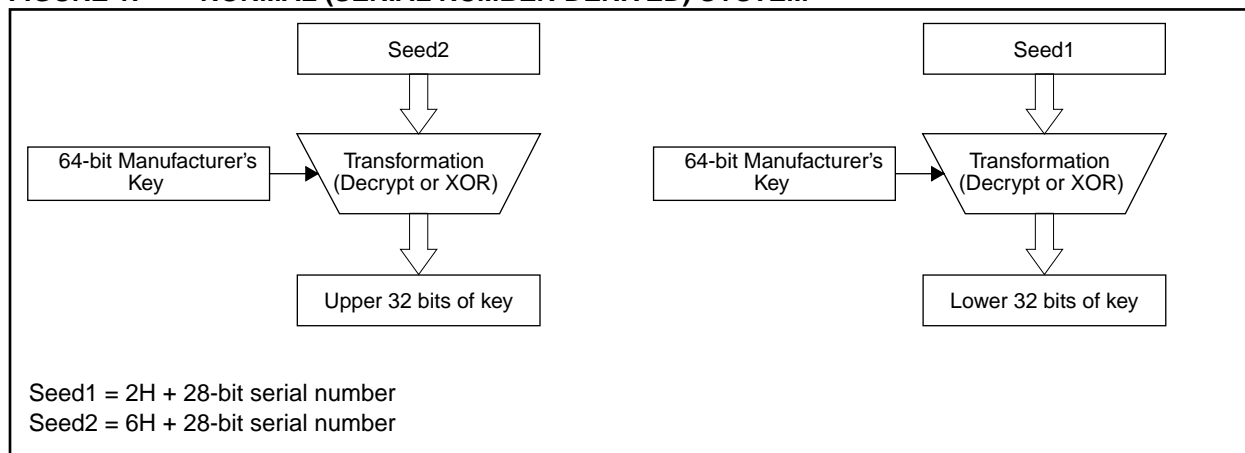 Seed2
Seed1
64-bit Manufacturer's
Key
Transformation
(Decrypt or XOR)
64-bit Manufacturer's
Key
Transformation
(Decrypt or XOR)
Upper 32 bits of key
Lower 32 bits of key
Seed1 = 2H + 28-bit serial number
Seed2 = 6H + 28-bit serial number